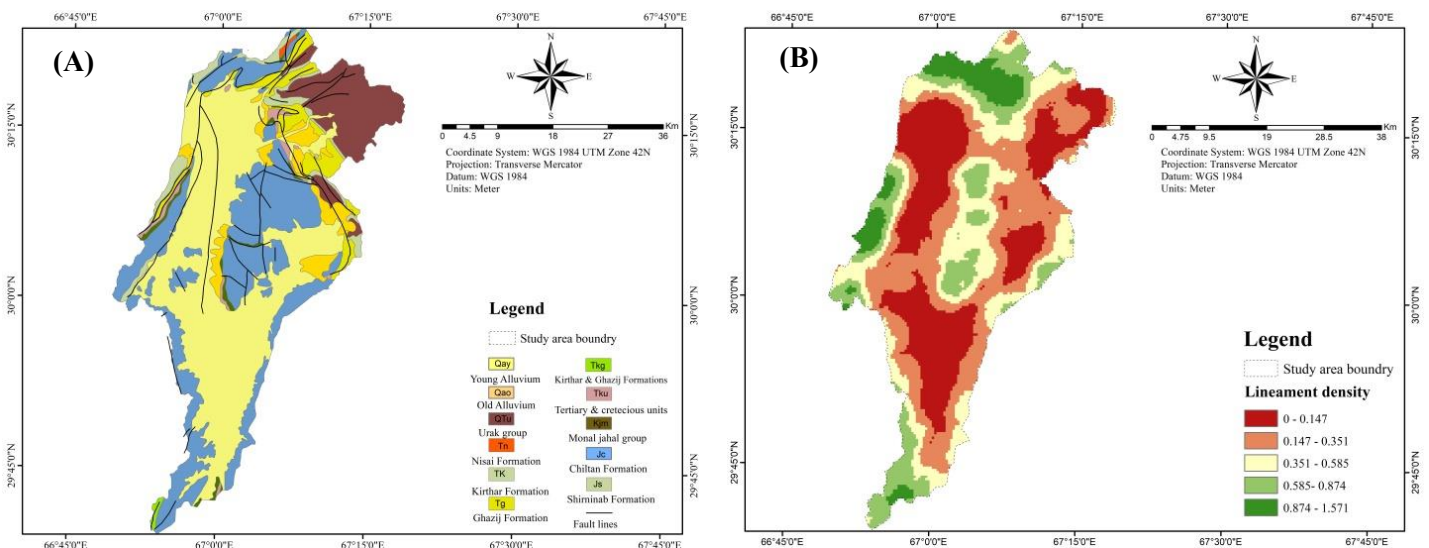 66°45'0"E 67°0'0"E 67°15'0"E 67°30'0"E 67°45'0"E
(A)
N
W E
S
Km
0 4.5 9 18 27 36
Coordinate System: WGS 1984 UTM Zone 42N
Projection: Transverse Mercator
Datum: WGS 1984
Units: Meter
30°15'0"N 30°15'0"N
30°0'0"N 30°0'0"N
29°45'0"N 29°45'0"N
Legend
Study area boundry
Qay
Young Alluvium
Qao
Old Alluvium
QTu
Urak group
Tn
Nisai Formation
TK
Kirthar Formation
Tg
Ghazij Formation
Tkg
Kirthar & Ghazij Formations
Tku
Tertiary & cretecious units
Kjm
Monal jahal group
Jc
Chiltan Formation
Js
Shirninab Formation
Fault lines
66°45'0"E 67°0'0"E 67°15'0"E 67°30'0"E 67°45'0"E
66°45'0"E 67°0'0"E 67°15'0"E 67°30'0"E 67°45'0"E
(B)
N
W E
S
Km
0 4.75 9.5 19 28.5 38
Coordinate System: WGS 1984 UTM Zone 42N
Projection: Transverse Mercator
Datum: WGS 1984
Units: Meter
30°15'0"N 30°15'0"N
30°0'0"N 30°0'0"N
29°45'0"N 29°45'0"N
Legend
Study area boundry
Lineament density
0 - 0.147
0.147 - 0.351
0.351 - 0.585
0.585- 0.874
0.874 - 1.571
66°45'0"E 67°0'0"E 67°15'0"E 67°30'0"E 67°45'0"E